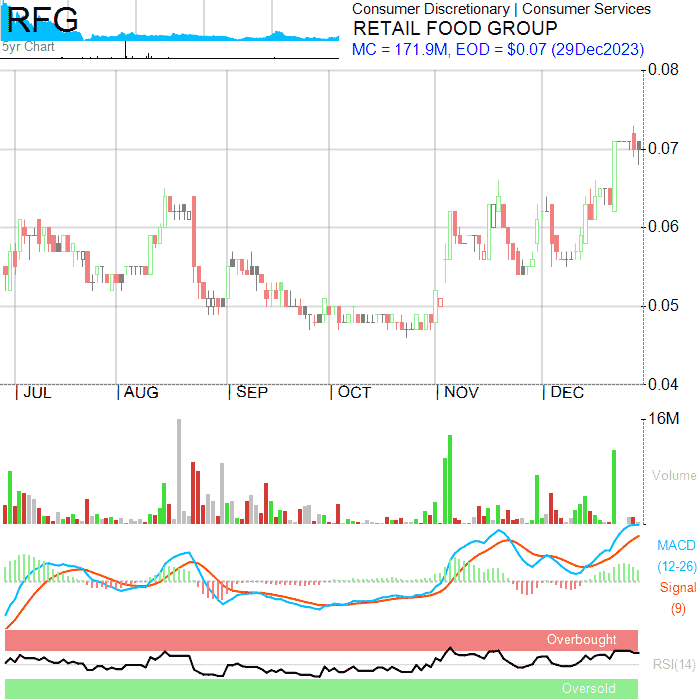 RFG
5yr Chart
Consumer Discretionary | Consumer Services
RETAIL FOOD GROUP
MC = 171.9M, EOD = $0.07 (29Dec2023)
0.08
0.07
0.06
0.05
0.04
JUL AUG SEP OCT NOV DEC
16M
Volume
MACD
(12-26)
Signal
(9)
Overbought
RSI(14)
Oversold